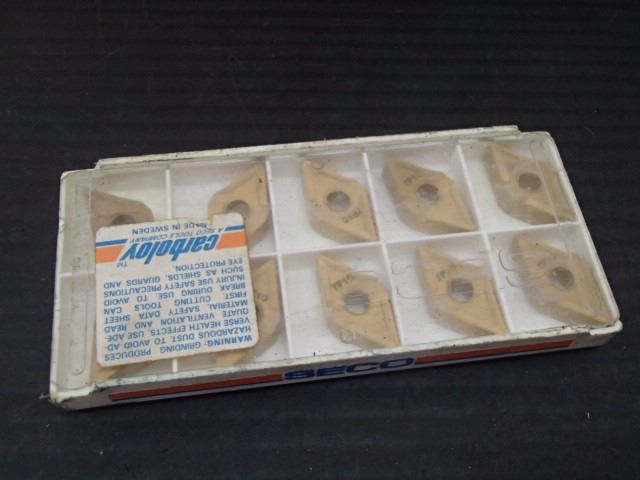 WARNING: GRINDING PRODUCES
HAZARDOUS DUST. TO AVOID AD-
VERSE HEALTH EFFECTS, USE ADE-
QUATE VENTILATION AND READ
MATERIAL SAFETY DATA SHEET
FIRST. CUTTING TOOLS CAN
BREAK DURING USE TO AVOID
INJURY USE SAFETY PRECAUTIONS
SUCH AS SHIELDS, GUARDS AND
EYE PROTECTION.
carboloy TM
A SECO TOOLS COMPANY
MADE IN SWEDEN
SECO